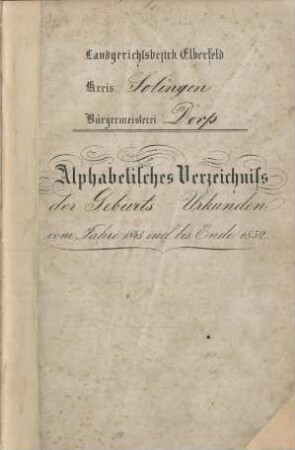 Landgerichtsbezirk Elberfeld
Kreis Solingen
Bürgermeisterei Dorp
Alphabetisches Verzeichniſs
der Geburts Urkunden
vom Jahre 1843 incl bis Ende 1852.